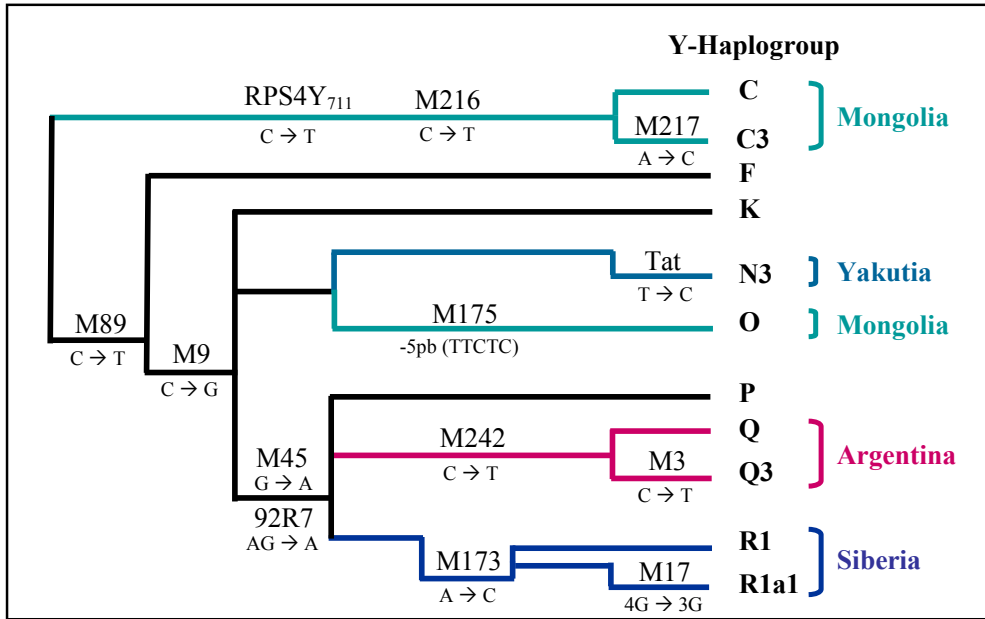 Y-Haplogroup
RPS4Y711 M216 C
C → T C → T
M217 C3
A → C
Mongolia
F
K
Tat N3 Yakutia
T → C
M175 O Mongolia
-5pb (TTCTC)
M89
C → T
M9
C → G
P
M45
G → A
92R7
AG → A
M242 Q
C → T
M3 Q3
C → T
Argentina
M173 R1
A → C
M17 R1a1
4G → 3G
Siberia